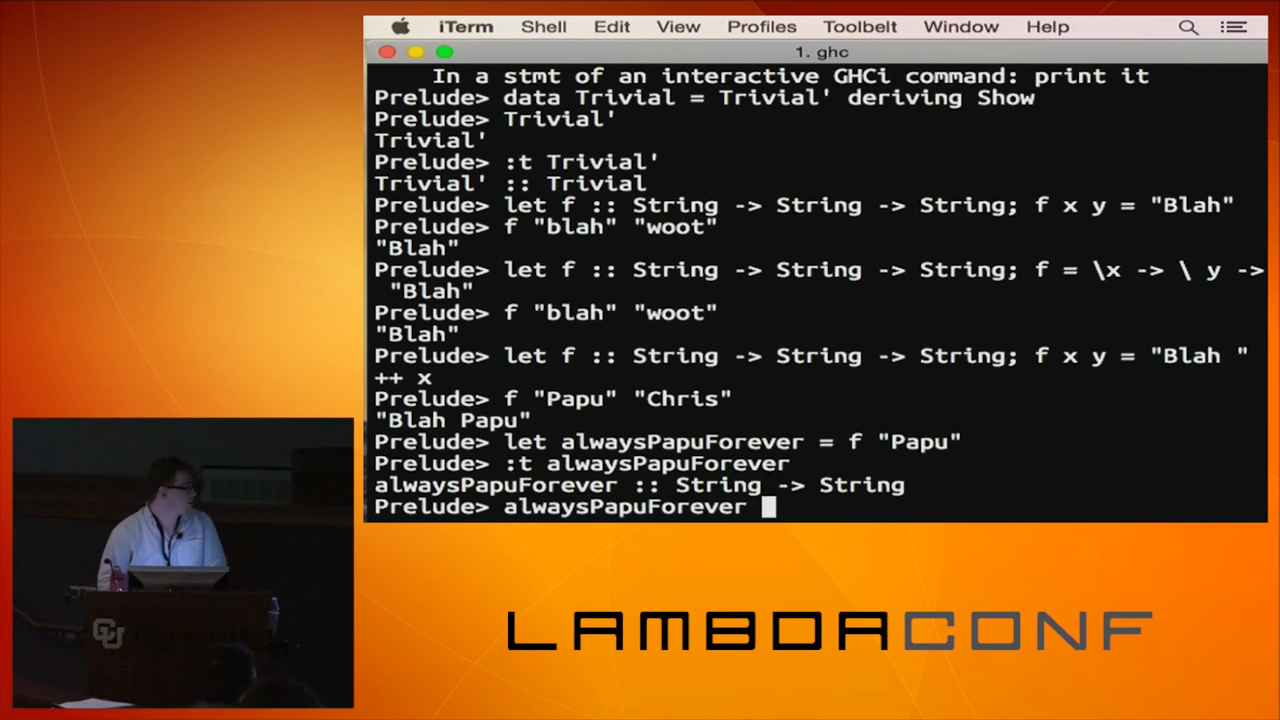 iTerm Shell Edit View Profiles Toolbelt Window Help
1. ghc
In a stmt of an interactive GHCi command: print it
Prelude> data Trivial = Trivial' deriving Show
Prelude> Trivial'
Trivial'
Prelude> :t Trivial'
Trivial' :: Trivial
Prelude> let f :: String -> String -> String; f x y = "Blah"
Prelude> f "blah" "woot"
"Blah"
Prelude> let f :: String -> String -> String; f = \x -> \ y ->
"Blah"
Prelude> f "blah" "woot"
"Blah"
Prelude> let f :: String -> String -> String; f x y = "Blah "
++ x
Prelude> f "Papu" "Chris"
"Blah Papu"
Prelude> let alwaysPapuForever = f "Papu"
Prelude> :t alwaysPapuForever
alwaysPapuForever :: String -> String
Prelude> alwaysPapuForever
CU
LAMBDACONF